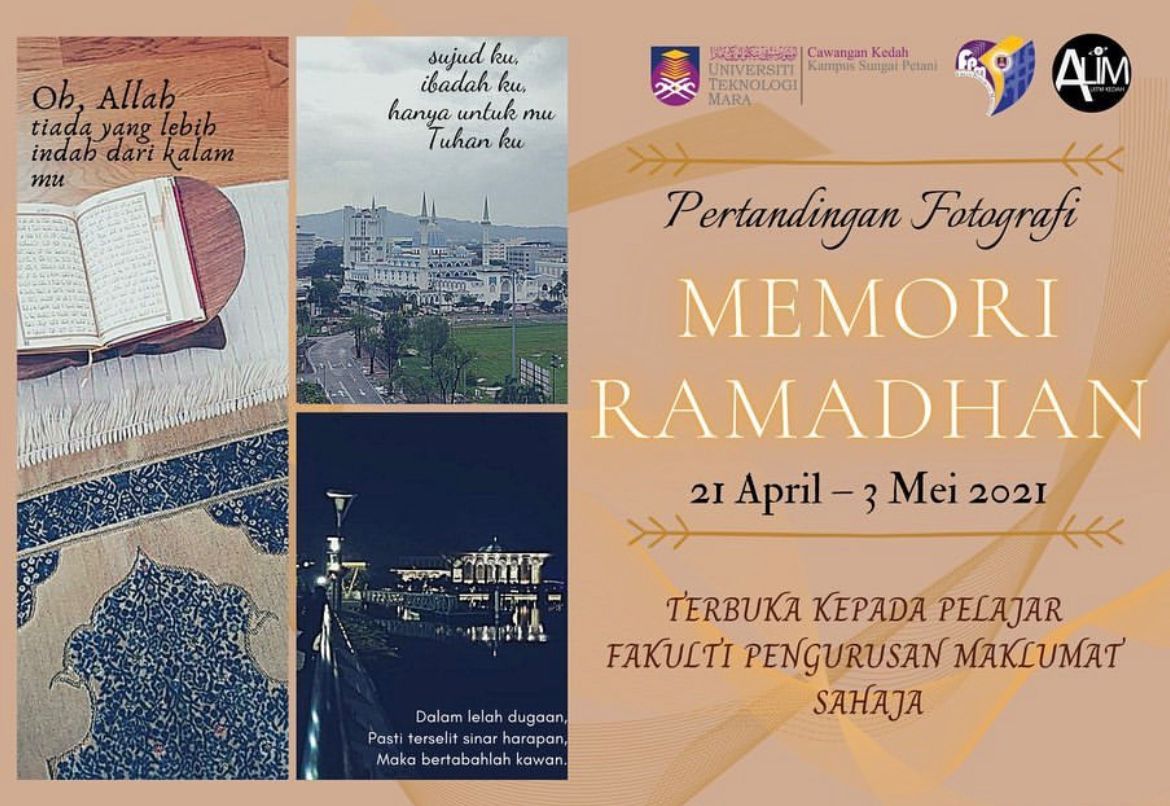 Oh, Allah
tiada yang lebih
indah dari kalam
mu
sujud ku,
ibadah ku,
hanya untuk mu
Tuhan ku
Dalam lelah dugaan,
Pasti terselit sinar harapan,
Maka bertabahlah kawan.
UNIVERSITI
TEKNOLOGI
MARA
Cawangan Kedah
Kampus Sungai Petani
ALIM
UITM KEDAH
Pertandingan Fotografi
MEMORI
RAMADHAN
21 April – 3 Mei 2021
TERBUKA KEPADA PELAJAR
FAKULTI PENGURUSAN MAKLUMAT
SAHAJA